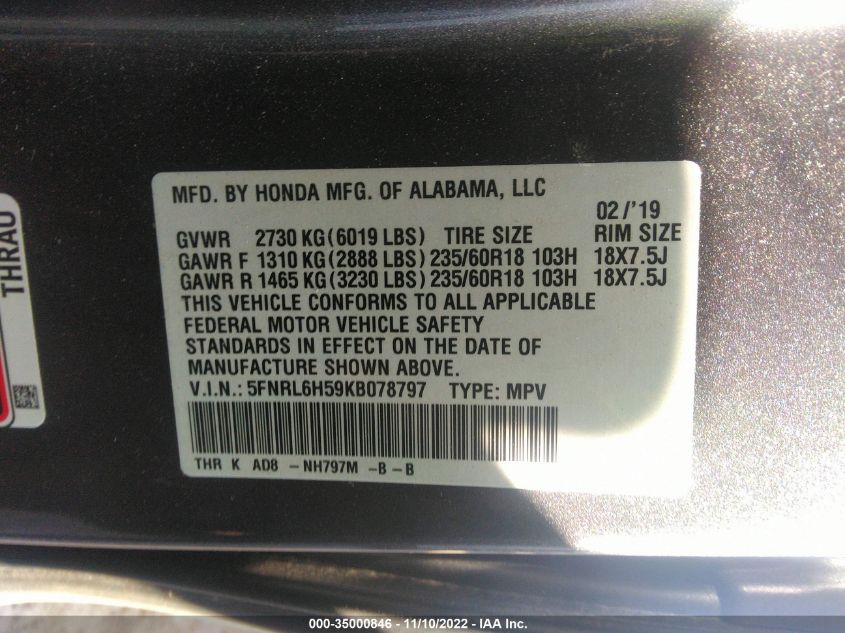 MFD. BY HONDA MFG. OF ALABAMA, LLC
02/'19
GVWR 2730 KG(6019 LBS) TIRE SIZE RIM SIZE
GAWR F 1310 KG(2888 LBS) 235/60R18 103H 18X7.5J
GAWR R 1465 KG(3230 LBS) 235/60R18 103H 18X7.5J
THIS VEHICLE CONFORMS TO ALL APPLICABLE
FEDERAL MOTOR VEHICLE SAFETY
STANDARDS IN EFFECT ON THE DATE OF
MANUFACTURE SHOWN ABOVE.
V.I.N.: 5FNRL6H59KB078797 TYPE: MPV
THR K AD8 -NH797M -B-B
THRAU
000-35000846 - 11/10/2022 - IAA Inc.